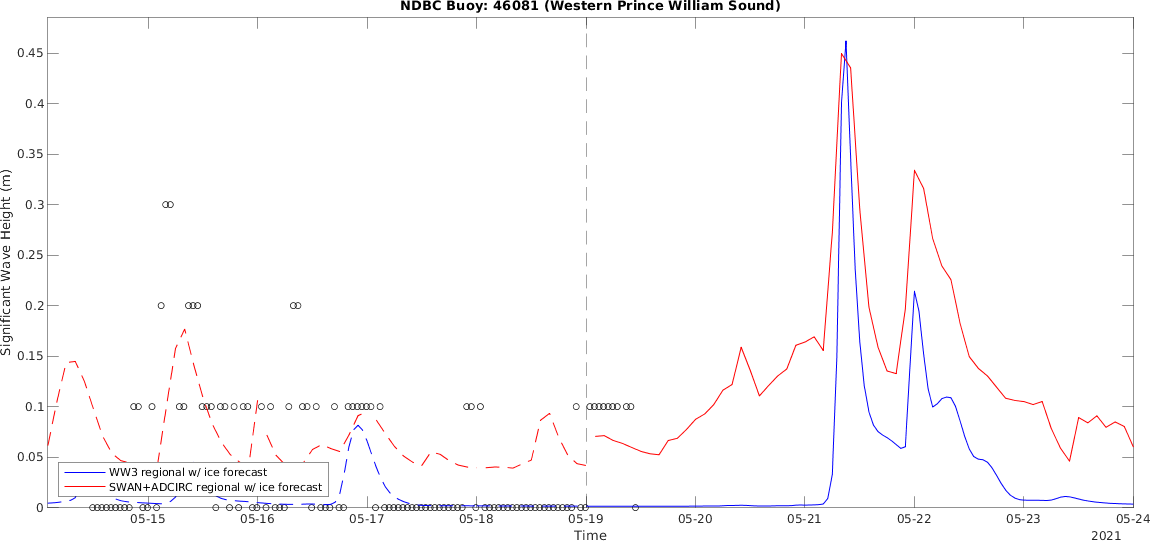 NDBC Buoy: 46081 (Western Prince William Sound)
Significant Wave Height (m)
0.45
0.4
0.35
0.3
0.25
0.2
0.15
0.1
0.05
0
WW3 regional w/ ice forecast
SWAN+ADCIRC regional w/ ice forecast
05-15 05-16 05-17 05-18 05-19 05-20 05-21 05-22 05-23 05-24
Time
2021